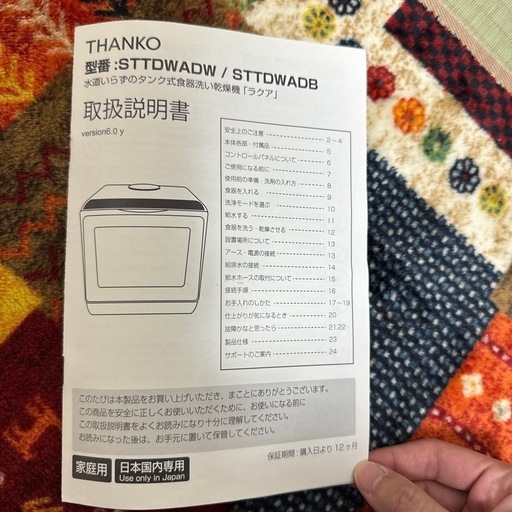 THANKO
型番:STTDWADW / STTDWADB
水道いらずのタンク式食器洗い乾燥機「ラクア」
取扱説明書
version6.0 y
安全上のご注意 2~4
本体各部・付属品 5
コントロールパネルについて 6
ご使用になる前に 7
使用前の準備・洗剤の入れ方 8
食器を入れる 9
洗浄モードを選ぶ 10
給水する 11
食器を洗う・乾燥させる 12
設置場所について 13
アース・電源の接続 13
給排水の接続 14
給水ホースの取付について 15
接続手順 16
お手入れのしかた 17~19
仕上がりが気になるとき 20
故障かなと思ったら 21,22
製品仕様 23
サポートのご案内 24
このたびは本製品をお買い上げいただき、まことにありがとうございます。
この商品を安全に正しくお使いいただくために、お使いになる前に
この取扱説明書をよくお読みになり十分に理解してください。
お読みになった後は、お手元に置いて保管してください。
家庭用
日本国内専用
Use only in Japan
保証期間:購入日より12ヶ月